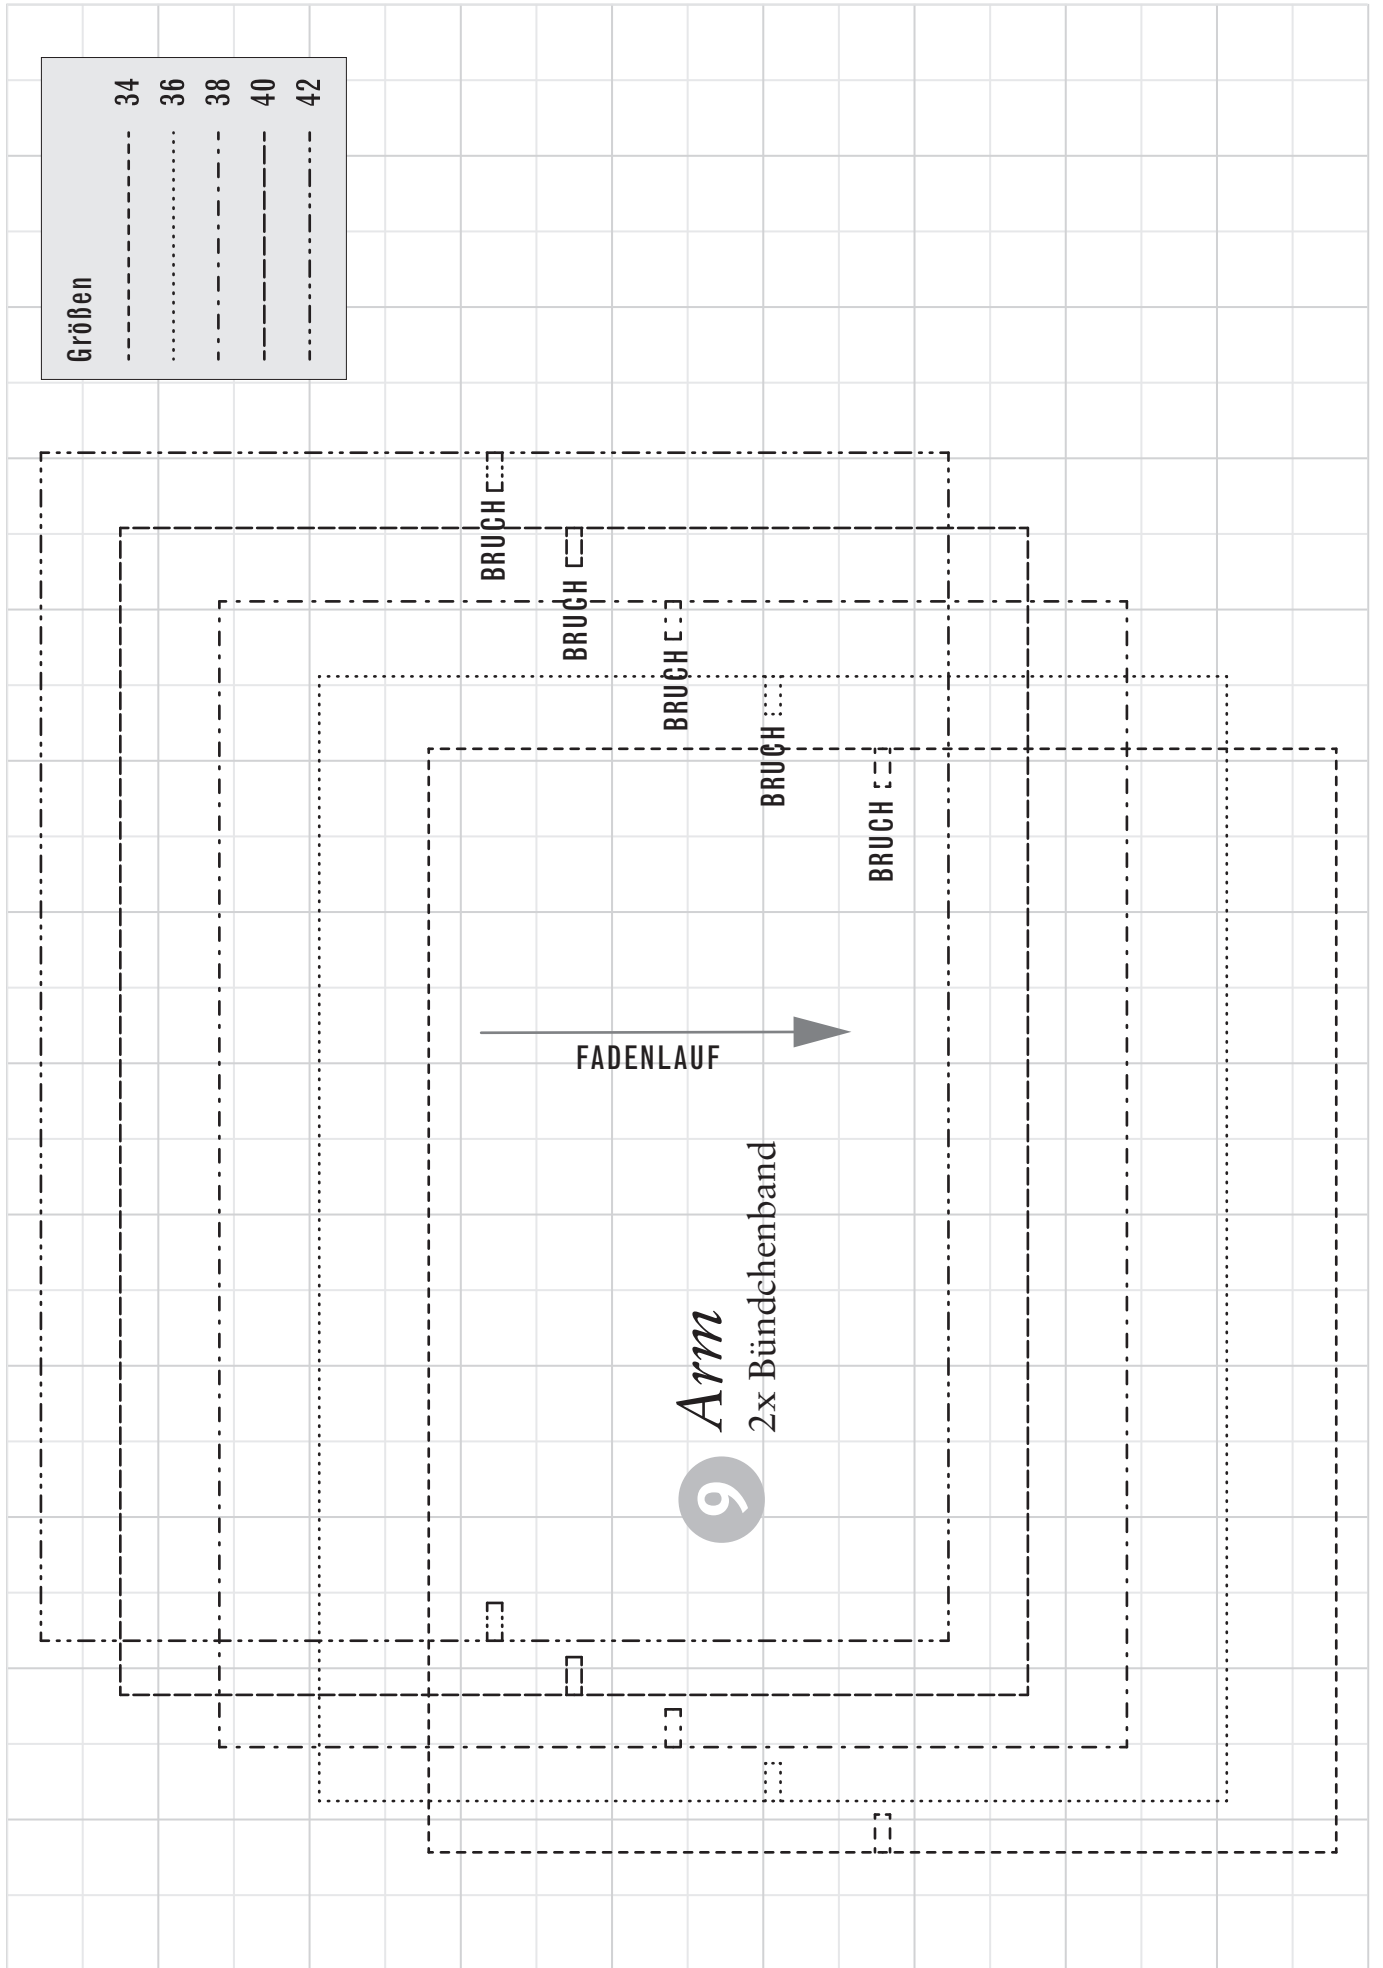 Größen
34
36
38
40
42
BRUCH
BRUCH
BRUCH
BRUCH
BRUCH
FADENLAUF
9
Arm
2x Bündchenband